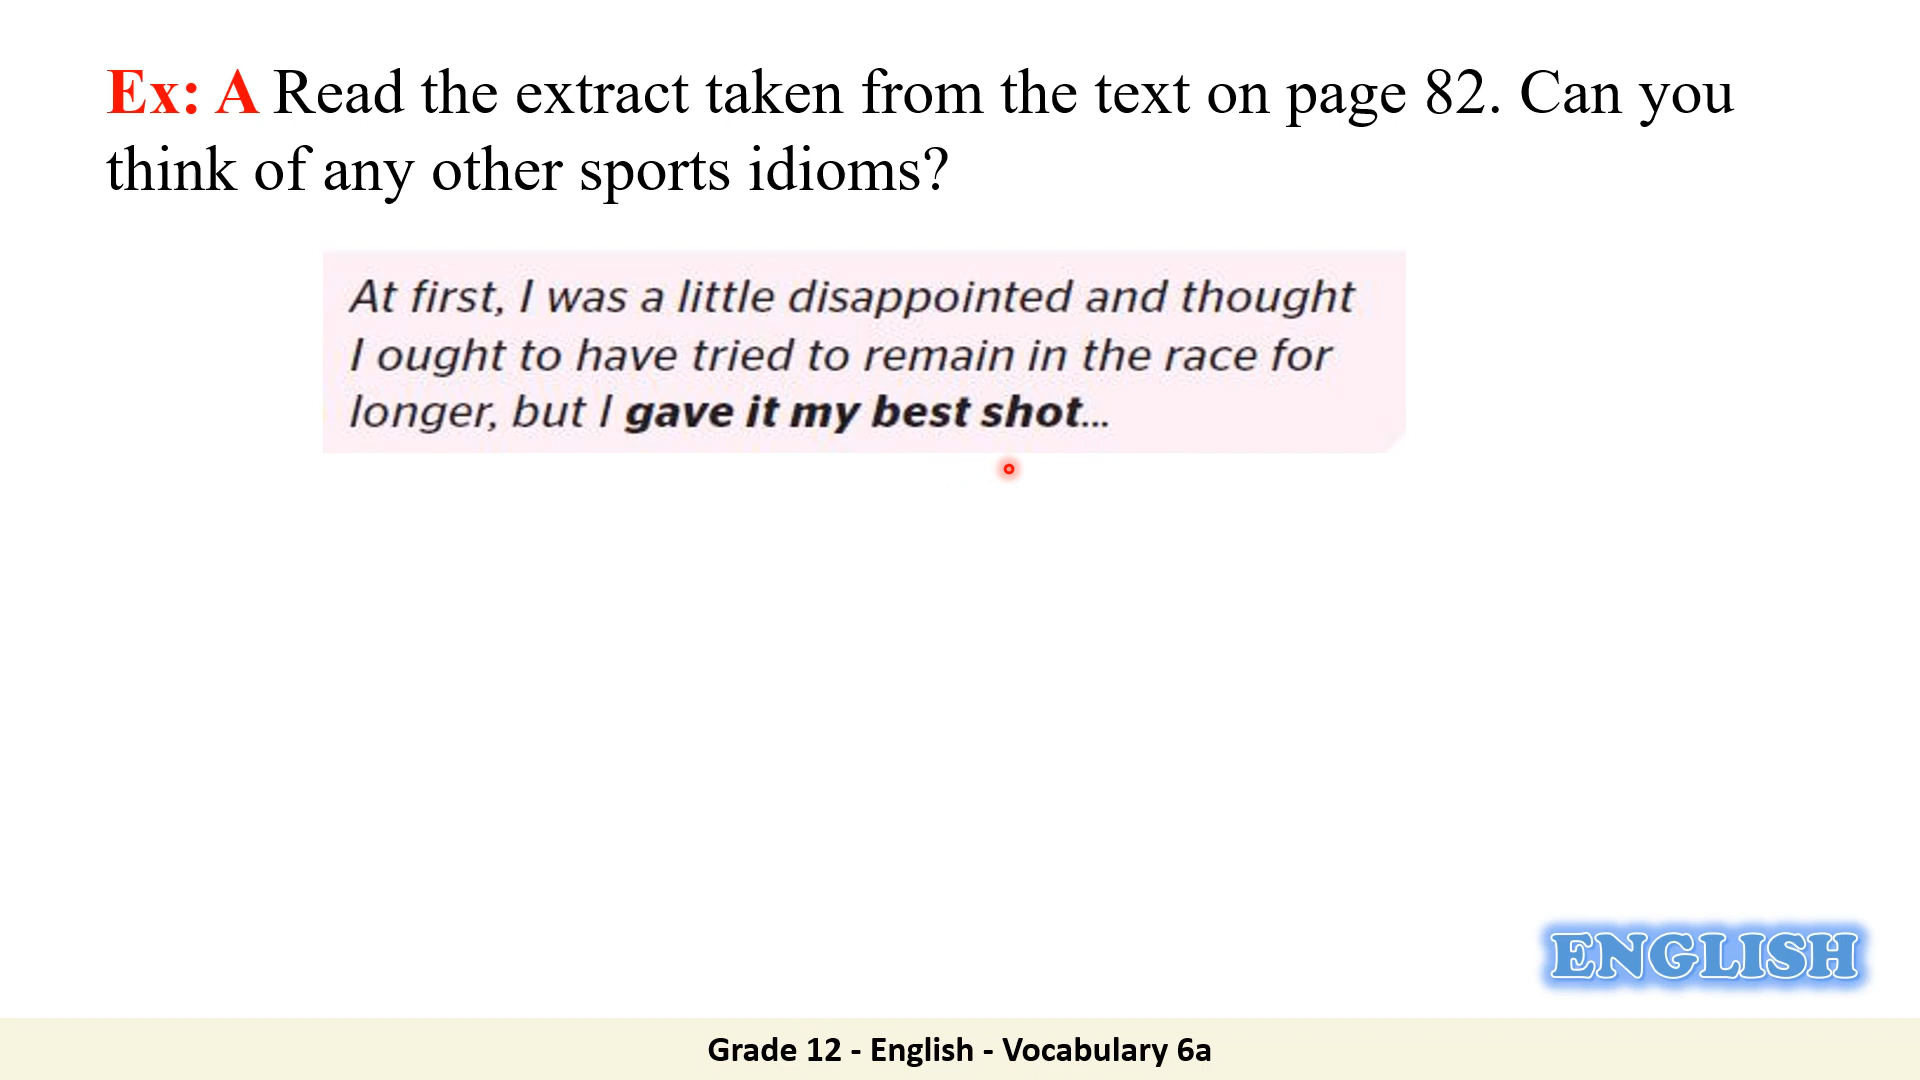 Ex: A Read the extract taken from the text on page 82. Can you
think of any other sports idioms?
At first, I was a little disappointed and thought
I ought to have tried to remain in the race for
longer, but I gave it my best shot...
ENGLISH
Grade 12 - English - Vocabulary 6a